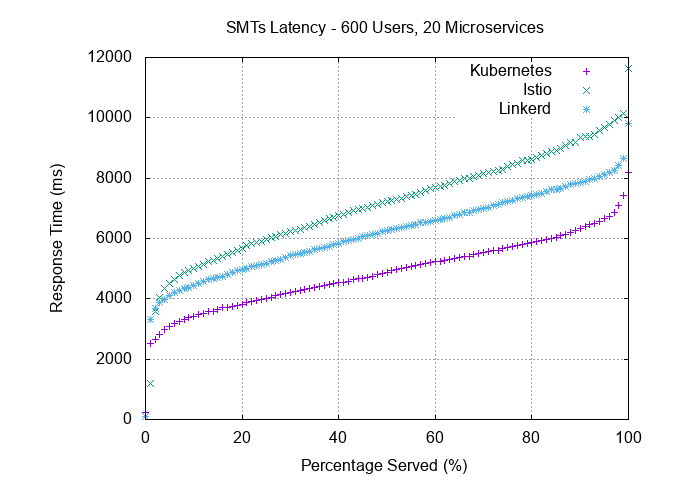 SMTs Latency - 600 Users, 20 Microservices
12000
10000
8000
6000
4000
2000
0
Response Time (ms)
Kubernetes
Istio
Linkerd
0 20 40 60 80 100
Percentage Served (%)